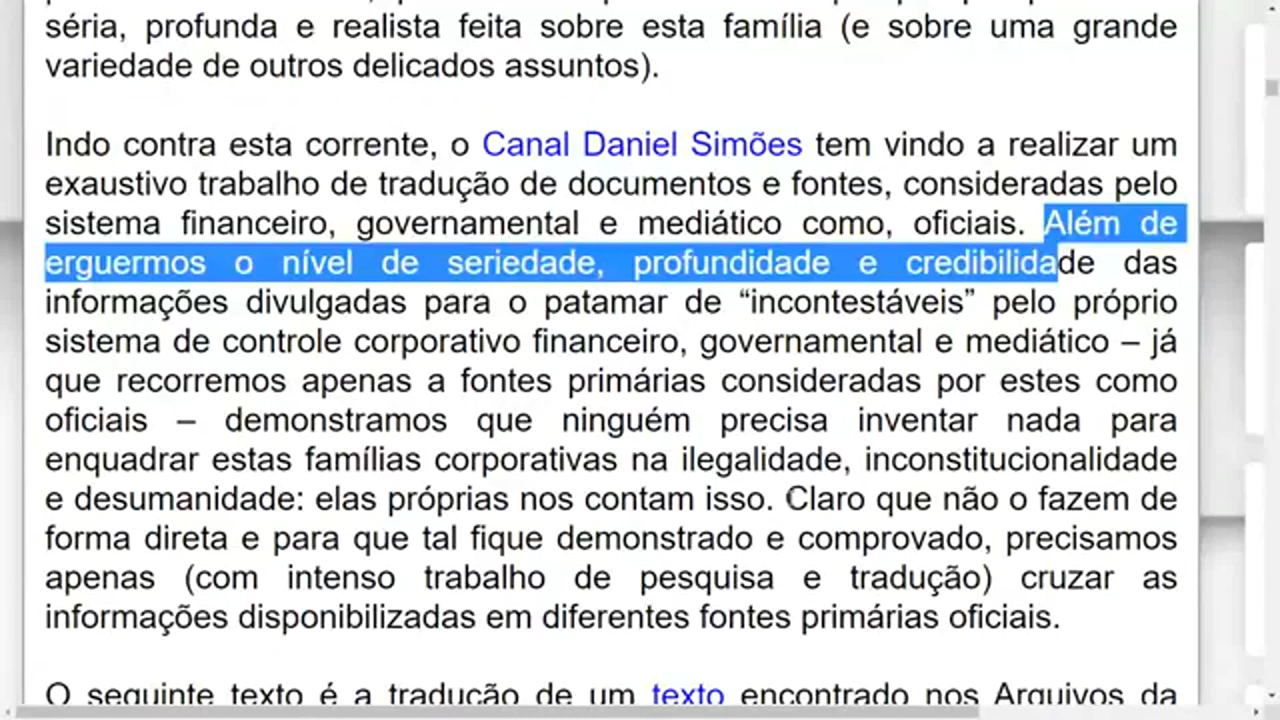 séria, profunda e realista feita sobre esta família (e sobre uma grande
variedade de outros delicados assuntos).
Indo contra esta corrente, o Canal Daniel Simões tem vindo a realizar um
exaustivo trabalho de tradução de documentos e fontes, consideradas pelo
sistema financeiro, governamental e mediático como, oficiais. Além de
erguermos o nível de seriedade, profundidade e credibilidade das
informações divulgadas para o patamar de “incontestáveis” pelo próprio
sistema de controle corporativo financeiro, governamental e mediático – já
que recorremos apenas a fontes primárias consideradas por estes como
oficiais – demonstramos que ninguém precisa inventar nada para
enquadrar estas famílias corporativas na ilegalidade, inconstitucionalidade
e desumanidade: elas próprias nos contam isso. Claro que não o fazem de
forma direta e para que tal fique demonstrado e comprovado, precisamos
apenas (com intenso trabalho de pesquisa e tradução) cruzar as
informações disponibilizadas em diferentes fontes primárias oficiais.
O seguinte texto é a tradução de um texto encontrado nos Arquivos da